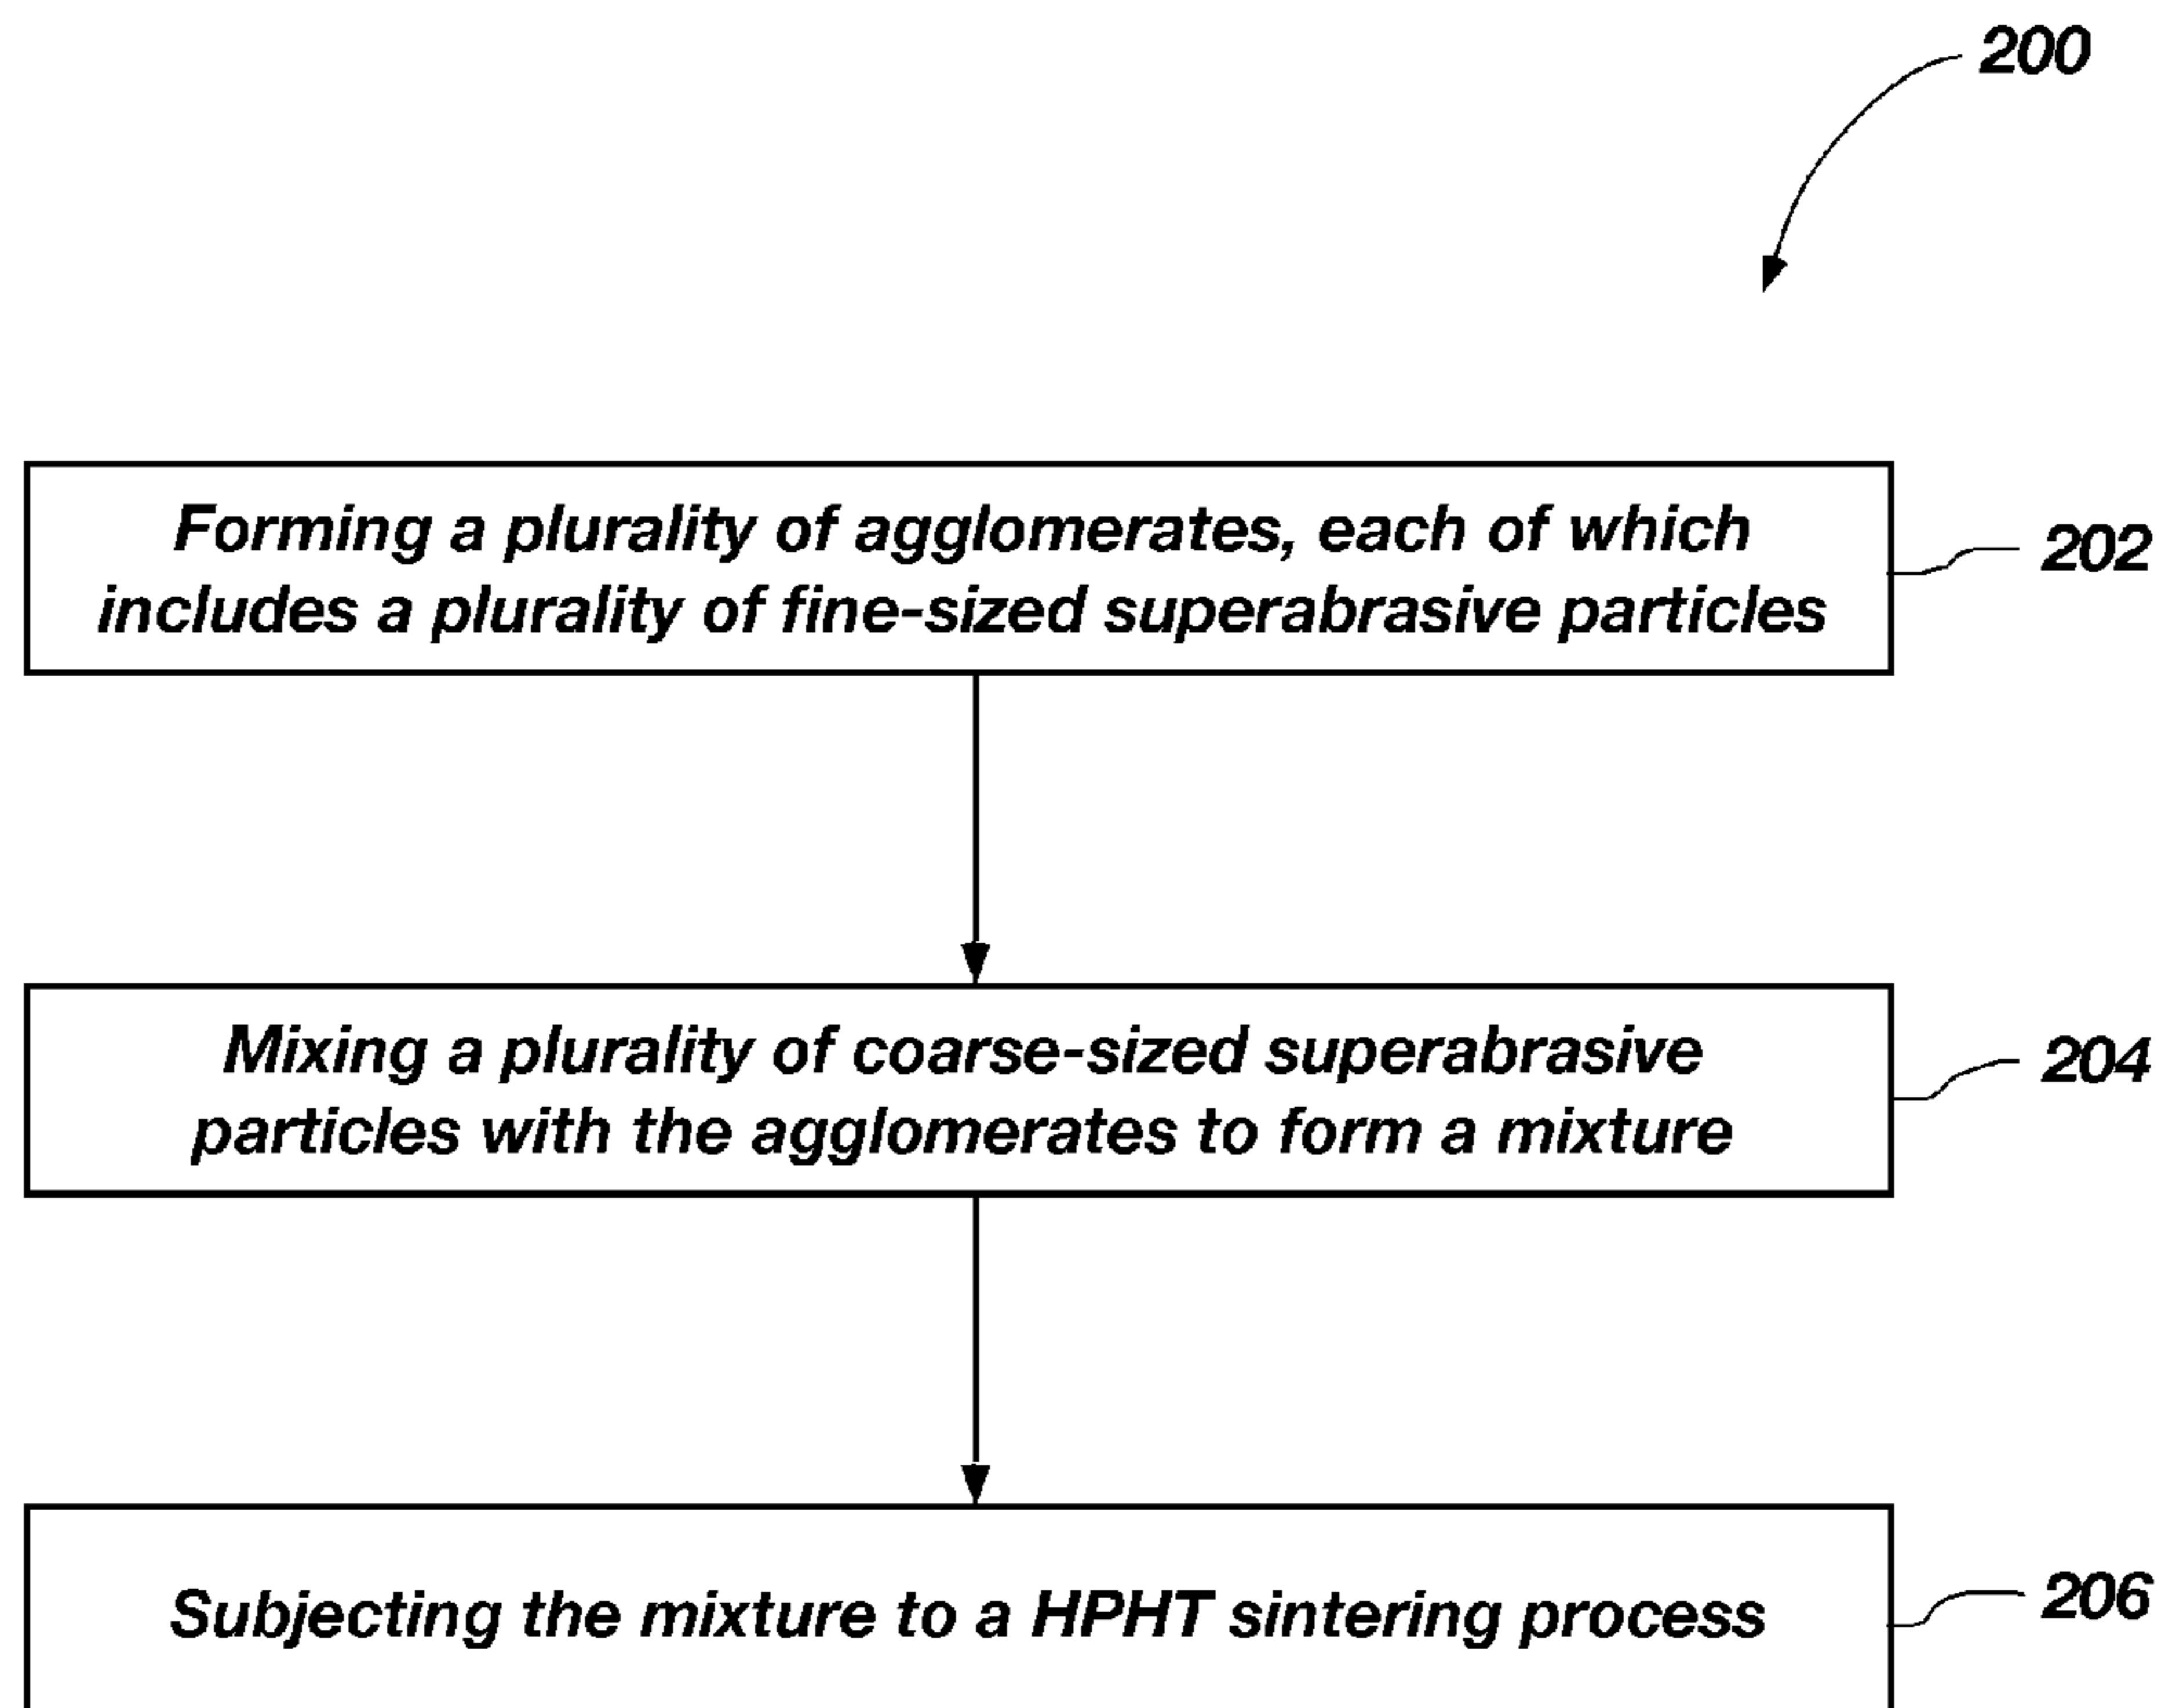 200
Forming a plurality of agglomerates, each of which
includes a plurality of fine-sized superabrasive particles
202
Mixing a plurality of coarse-sized superabrasive
particles with the agglomerates to form a mixture
204
Subjecting the mixture to a HPHT sintering process
206